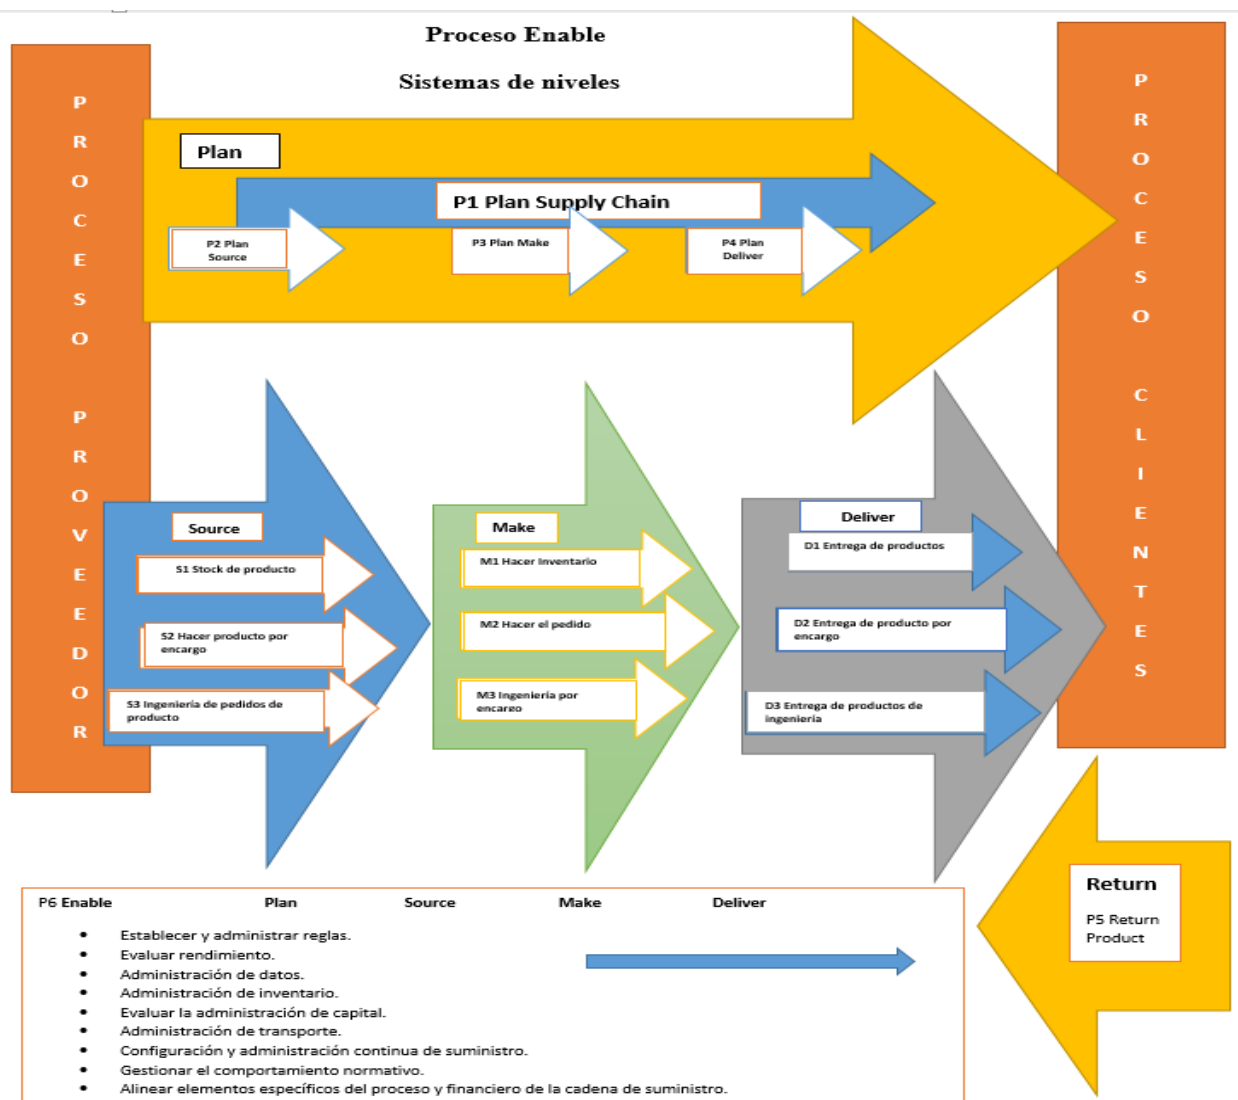 Proceso Enable
Sistemas de niveles
PROCESO PROVEEDOR
PROCESO CLIENTES
Plan
P1 Plan Supply Chain
P2 Plan
Source
P3 Plan Make
P4 Plan
Deliver
Source
S1 Stock de producto
S2 Hacer producto por
encargo
S3 Ingeniería de pedidos de
producto
Make
M1 Hacer Inventario
M2 Hacer el pedido
M3 Ingeniería por
encargo
Deliver
D1 Entrega de productos
D2 Entrega de producto por
encargo
D3 Entrega de productos de
ingeniería
Return
P5 Return
Product
P6 Enable Plan Source Make Deliver
• Establecer y administrar reglas.
• Evaluar rendimiento.
• Administración de datos.
• Administración de inventario.
• Evaluar la administración de capital.
• Administración de transporte.
• Configuración y administración continua de suministro.
• Gestionar el comportamiento normativo.
• Alinear elementos específicos del proceso y financiero de la cadena de suministro.